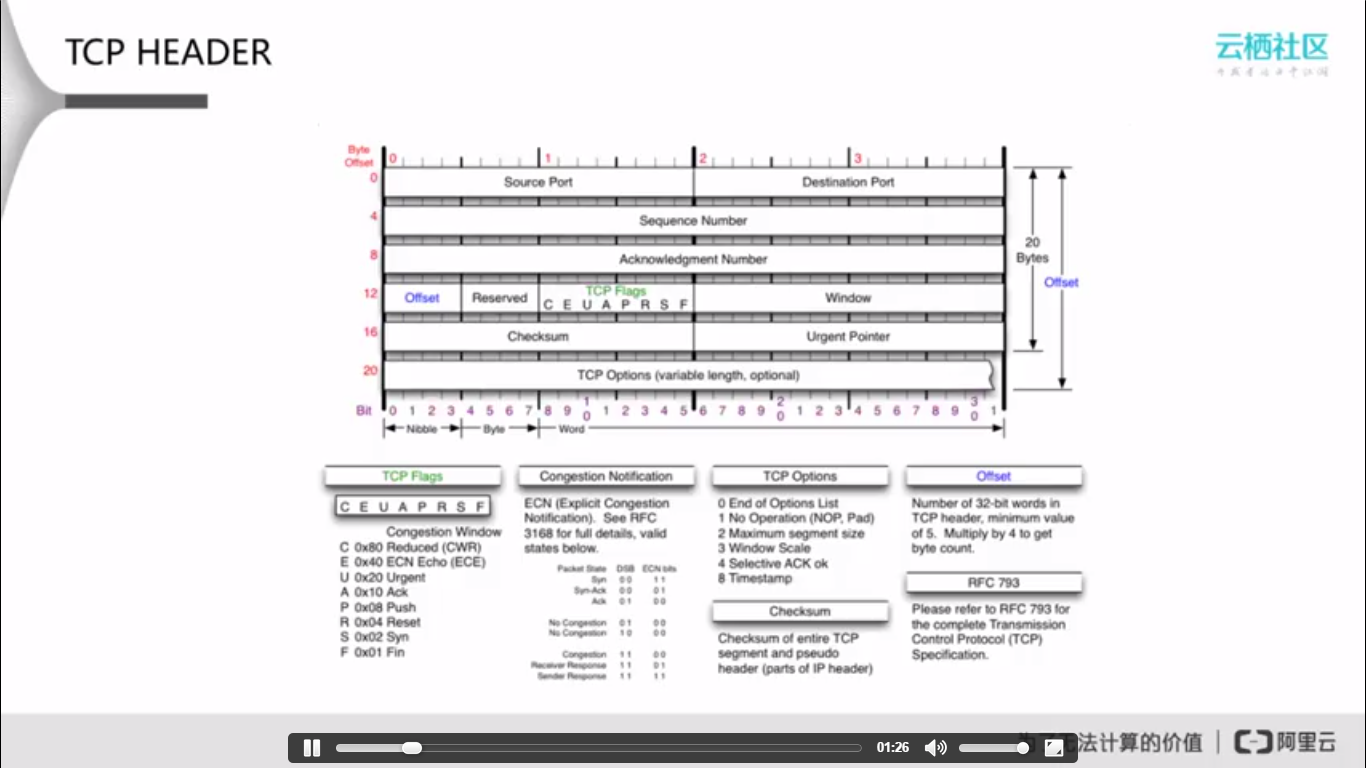 TCP HEADER
云栖社区
Byte
Offset
0 1 2 3
0
Source Port Destination Port
4
Sequence Number
8
Acknowledgment Number
20
Bytes
Offset
12
Offset Reserved TCP Flags
C E U A P R S F
Window
16
Checksum Urgent Pointer
20
TCP Options (variable length, optional)
Bit 0 1 2 3 4 5 6 7 8 9 10 1 2 3 4 5 6 7 8 9 20 1 2 3 4 5 6 7 8 9 30 1
Nibble Byte Word
TCP Flags
C E U A P R S F
Congestion Window
C 0x80 Reduced (CWR)
E 0x40 ECN Echo (ECE)
U 0x20 Urgent
A 0x10 Ack
P 0x08 Push
R 0x04 Reset
S 0x02 Syn
F 0x01 Fin
Congestion Notification
ECN (Explicit Congestion
Notification). See RFC
3168 for full details, valid
states below.
Packet State DSB ECN bits
Syn 0 0 1 1
Syn-Ack 0 0 0 1
Ack 0 1 0 0
No Congestion 0 1 0 0
No Congestion 1 0 0 0
Congestion 1 1 0 0
Receiver Response 1 1 0 1
Sender Response 1 1 1 1
TCP Options
0 End of Options List
1 No Operation (NOP, Pad)
2 Maximum segment size
3 Window Scale
4 Selective ACK ok
8 Timestamp
Checksum
Checksum of entire TCP
segment and pseudo
header (parts of IP header)
Offset
Number of 32-bit words in
TCP header, minimum value
of 5. Multiply by 4 to get
byte count.
RFC 793
Please refer to RFC 793 for
the complete Transmission
Control Protocol (TCP)
Specification.
01:26
为了无法计算的价值 | 阿里云